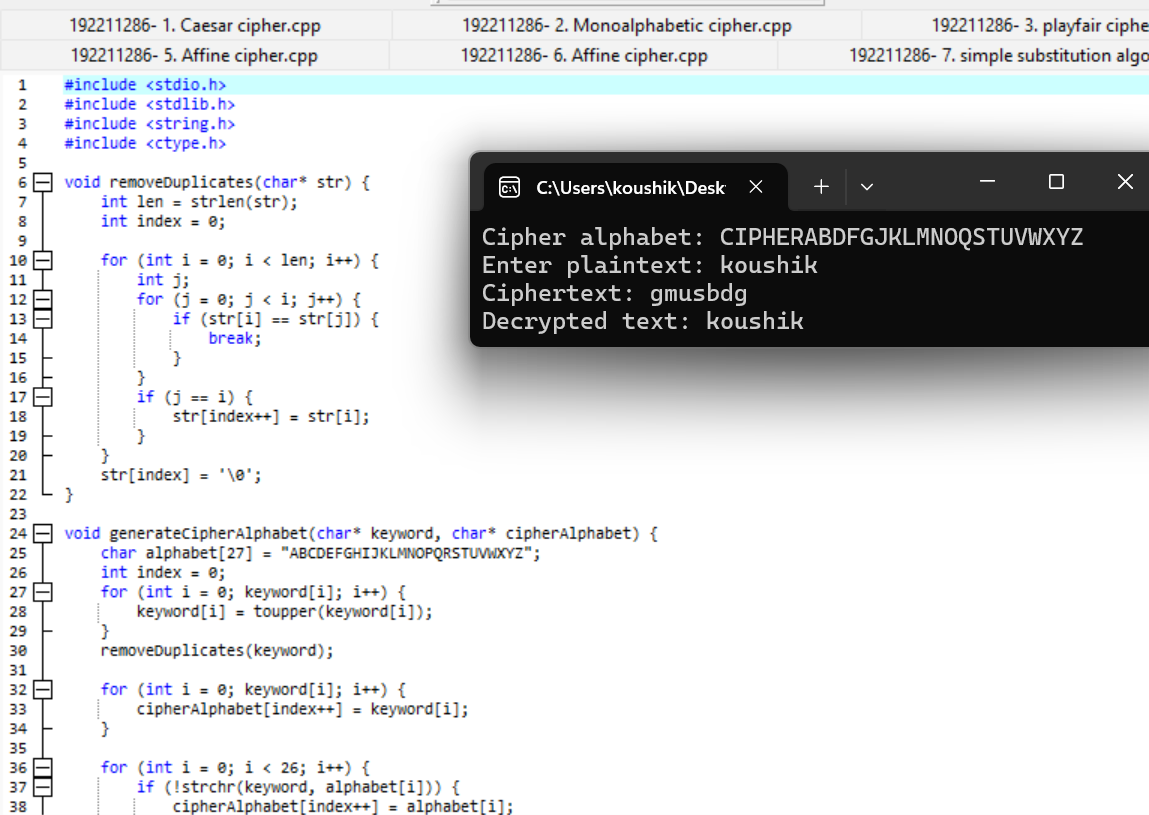 192211286- 1. Caesar cipher.cpp 192211286- 2. Monoalphabetic cipher.cpp 192211286- 3. playfair ciphe
192211286- 5. Affine cipher.cpp 192211286- 6. Affine cipher.cpp 192211286- 7. simple substitution algo
1 #include <stdio.h>
2 #include <stdlib.h>
3 #include <string.h>
4 #include <ctype.h>
5
6 void removeDuplicates(char* str) {
7 int len = strlen(str);
8 int index = 0;
9
10 for (int i = 0; i < len; i++) {
11 int j;
12 for (j = 0; j < i; j++) {
13 if (str[i] == str[j]) {
14 break;
15 }
16 }
17 if (j == i) {
18 str[index++] = str[i];
19 }
20 }
21 str[index] = '\0';
22 }
23
24 void generateCipherAlphabet(char* keyword, char* cipherAlphabet) {
25 char alphabet[27] = "ABCDEFGHIJKLMNOPQRSTUVWXYZ";
26 int index = 0;
27 for (int i = 0; keyword[i]; i++) {
28 keyword[i] = toupper(keyword[i]);
29 }
30 removeDuplicates(keyword);
31
32 for (int i = 0; keyword[i]; i++) {
33 cipherAlphabet[index++] = keyword[i];
34 }
35
36 for (int i = 0; i < 26; i++) {
37 if (!strchr(keyword, alphabet[i])) {
38 cipherAlphabet[index++] = alphabet[i];
C:\Users\koushik\Desk
Cipher alphabet: CIPHERABDFGJKLMNOQSTUVWXYZ
Enter plaintext: koushik
Ciphertext: gmusbdg
Decrypted text: koushik